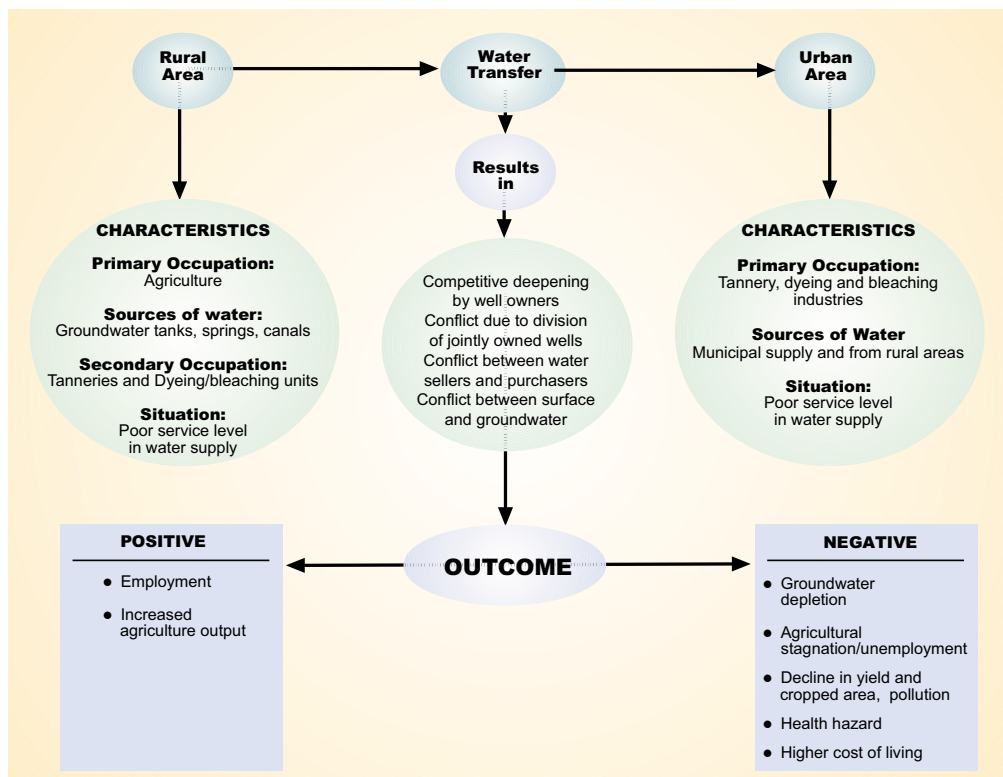 Rural
Area
Water
Transfer
Urban
Area
Results
in
CHARACTERISTICS
Primary Occupation:
Agriculture
Sources of water:
Groundwater tanks, springs, canals
Secondary Occupation:
Tanneries and Dyeing/bleaching units
Situation:
Poor service level
in water supply
Competitive deepening
by well owners
Conflict due to division
of jointly owned wells
Conflict between water
sellers and purchasers
Conflict between surface
and groundwater
CHARACTERISTICS
Primary Occupation:
Tannery, dyeing and bleaching
industries
Sources of Water
Municipal supply and from rural areas
Situation:
Poor service level
in water supply
OUTCOME
POSITIVE
● Employment
● Increased
agriculture output
NEGATIVE
● Groundwater
depletion
● Agricultural
stagnation/unemployment
● Decline in yield and
cropped area, pollution
● Health hazard
● Higher cost of living